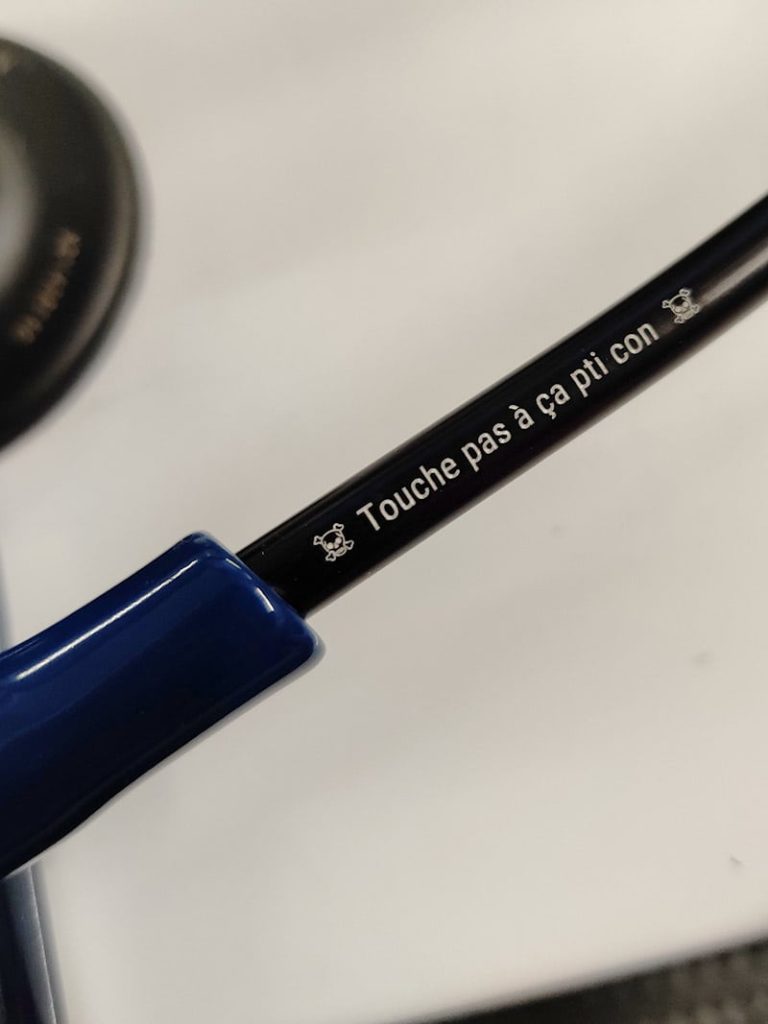 Touche pas à ça pti con